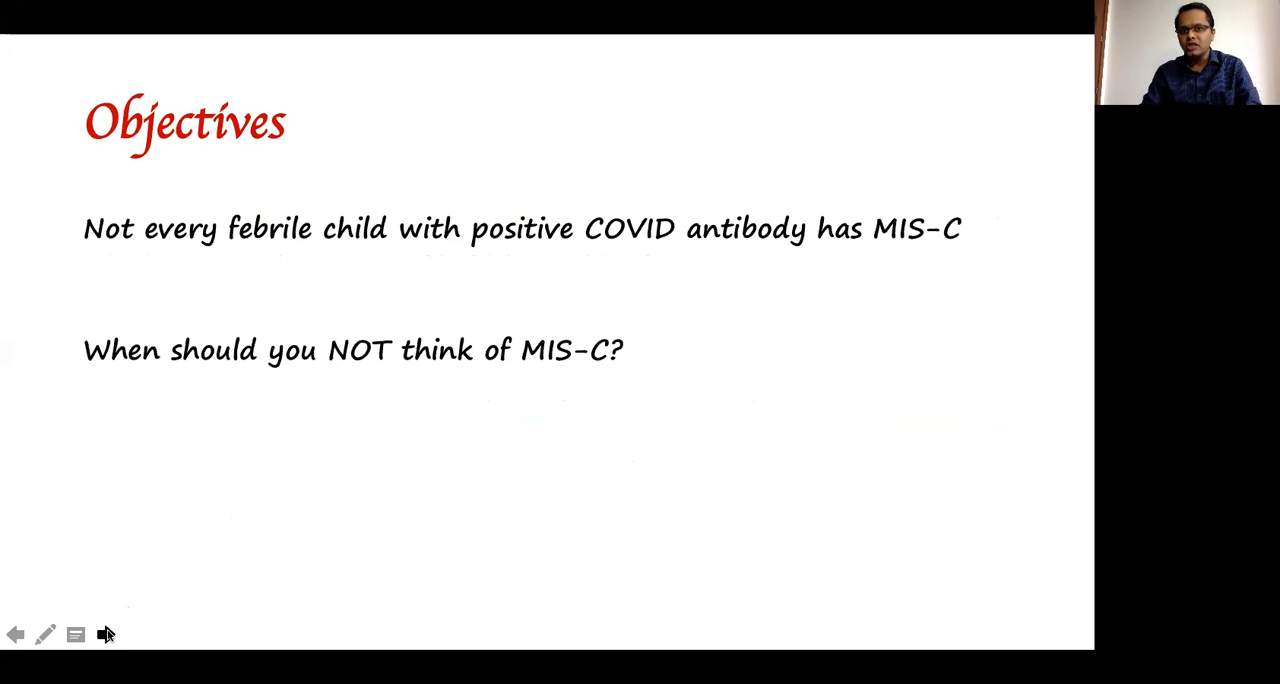 Objectives
Not every febrile child with positive COVID antibody has MIS-C
When should you NOT think of MIS-C?